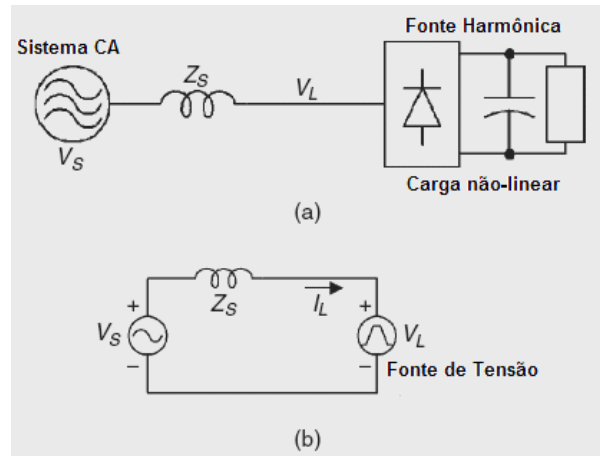 Sistema CA
Fonte Harmônica
Z_S
V_L
V_S
Carga não-linear
(a)
Z_S
I_L
+
+
V_S
V_L
−
−
Fonte de Tensão
(b)